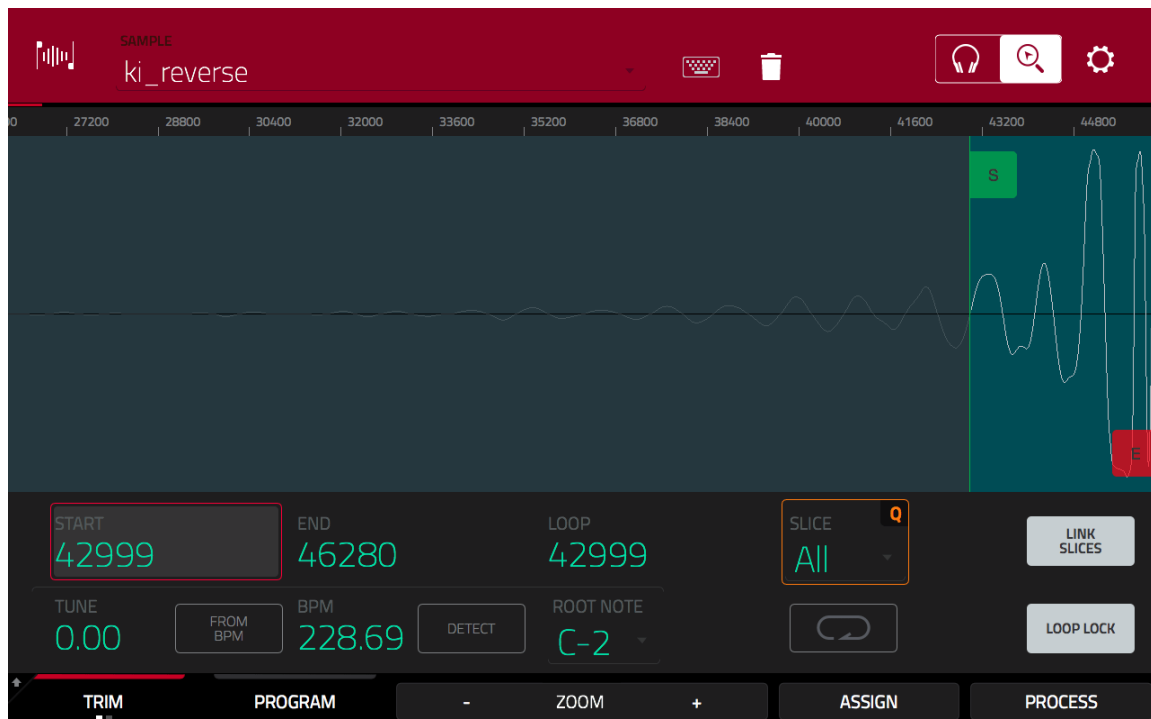 SAMPLE
ki_reverse
27200 28800 30400 32000 33600 35200 36800 38400 40000 41600 43200 44800
S
E
START END LOOP SLICE Q
42999 46280 42999 All
LINK SLICES
TUNE BPM ROOT NOTE
0.00 FROM BPM 228.69 DETECT C-2 LOOP LOCK
TRIM PROGRAM - ZOOM + ASSIGN PROCESS